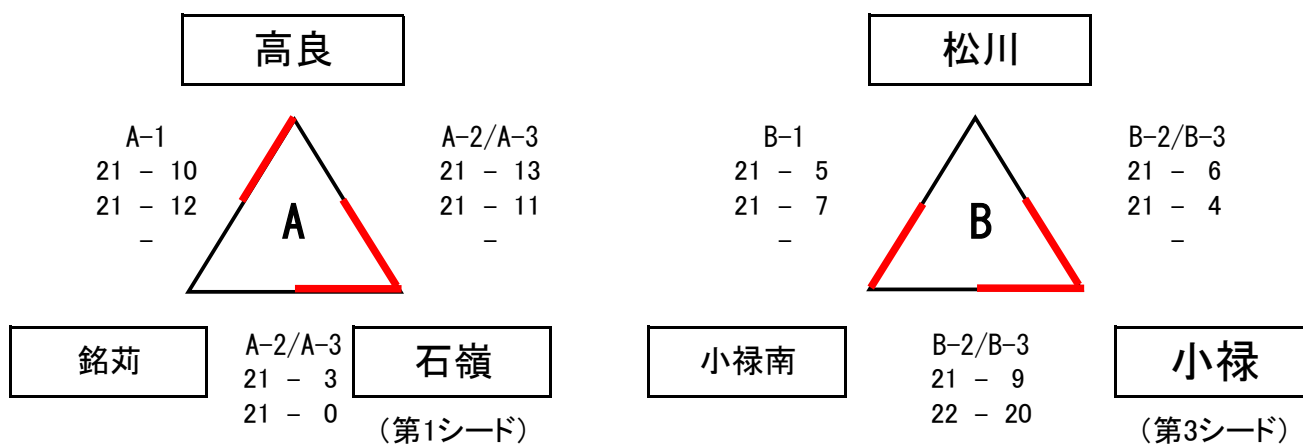 高良
A-1
21 - 10
21 - 12
-
A-2/A-3
21 - 13
21 - 11
-
A
銘苅
A-2/A-3
21 - 3
21 - 0
石嶺
(第1シード)
松川
B-1
21 - 5
21 - 7
-
B-2/B-3
21 - 6
21 - 4
-
B
小禄南
B-2/B-3
21 - 9
22 - 20
小禄
(第3シード)